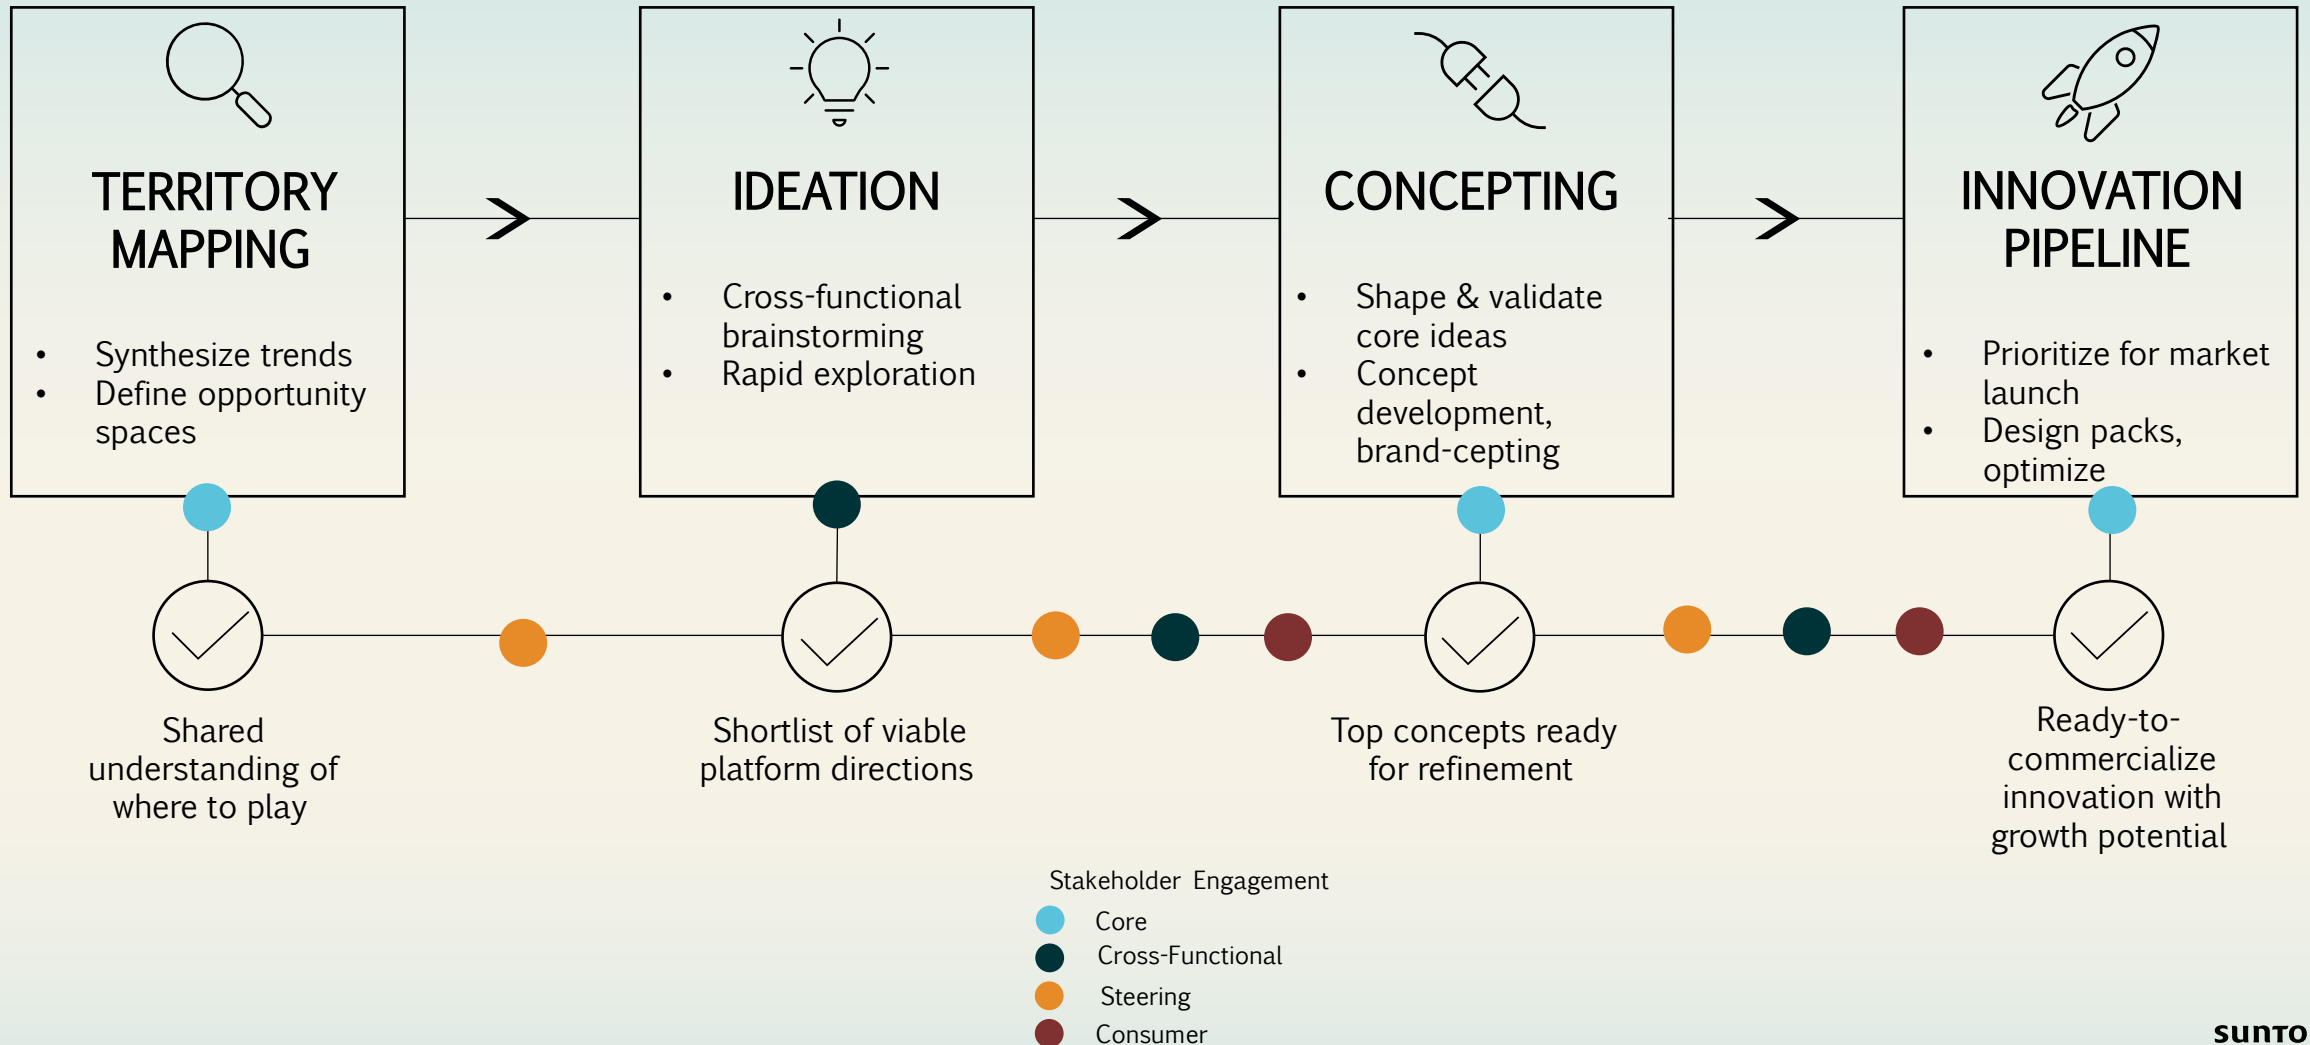 TERRITORY
MAPPING
• Synthesize trends
• Define opportunity
spaces
IDEATION
• Cross-functional
brainstorming
• Rapid exploration
CONCEPTING
• Shape & validate
core ideas
• Concept
development,
brand-cepting
INNOVATION
PIPELINE
• Prioritize for market
launch
• Design packs,
optimize
Shared
understanding of
where to play
Shortlist of viable
platform directions
Top concepts ready
for refinement
Ready-to-
commercialize
innovation with
growth potential
Stakeholder Engagement
Core
Cross-Functional
Steering
Consumer
sunto